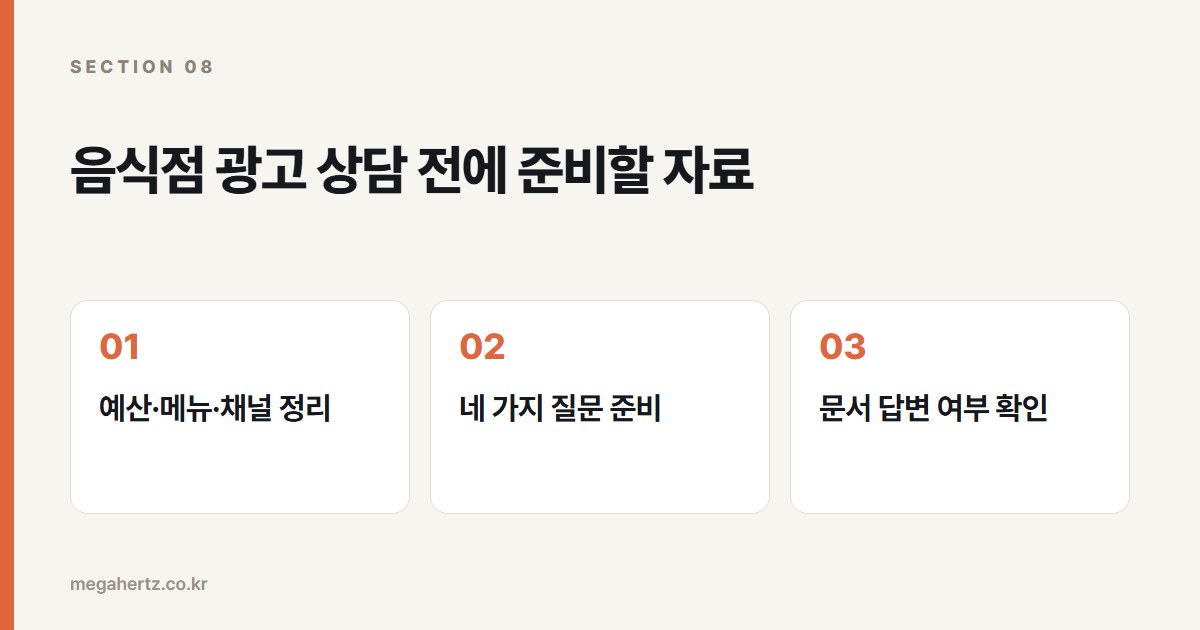 SECTION 08
음식점 광고 상담 전에 준비할 자료
01
예산·메뉴·채널 정리
02
네 가지 질문 준비
03
문서 답변 여부 확인
megahertz.co.kr